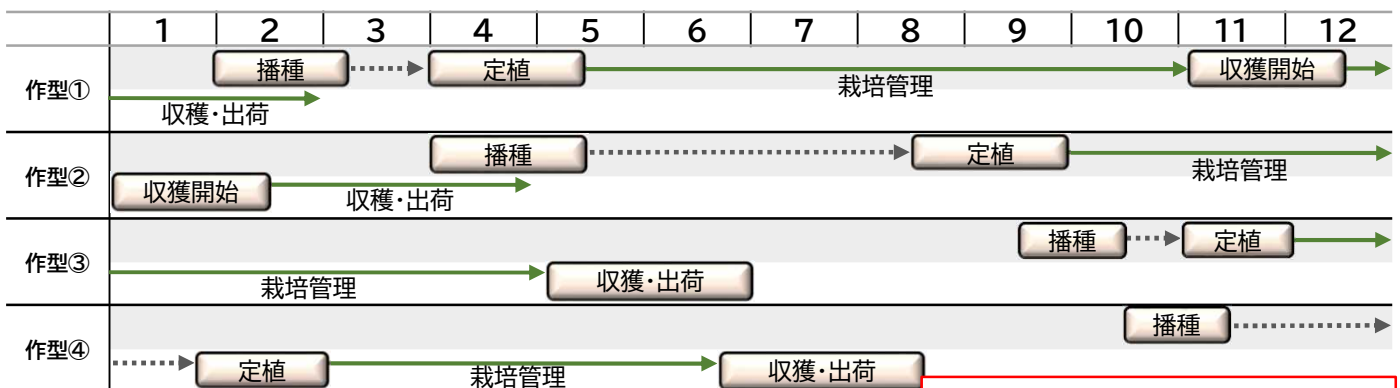 1 2 3 4 5 6 7 8 9 10 11 12
作型①
播種 定植 収穫開始
栽培管理
収穫・出荷
作型②
播種 定植
栽培管理
収獲開始 収穫・出荷
作型③
播種 定植
栽培管理 収獲・出荷
作型④
播種
定植 栽培管理 収獲・出荷